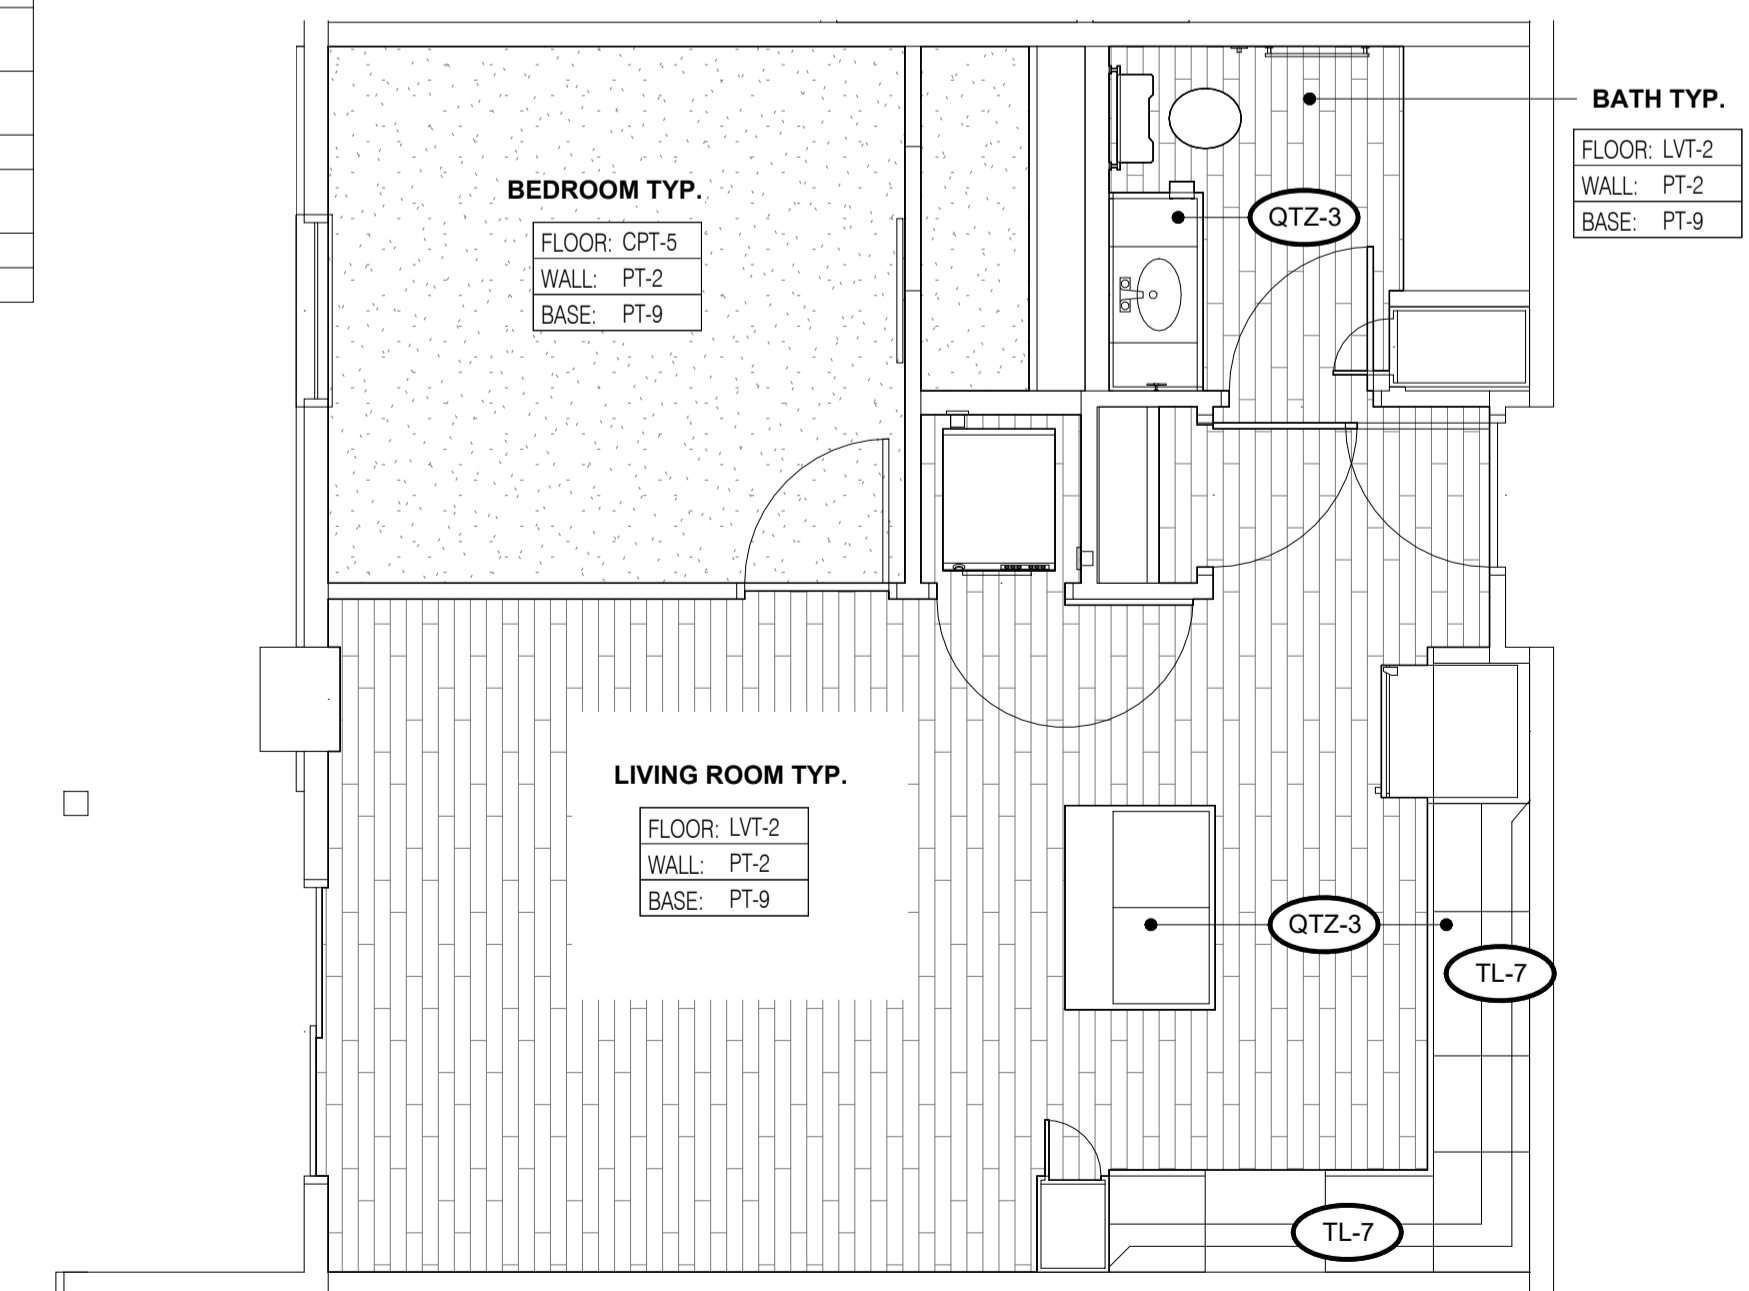 BATH TYP.
FLOOR: LVT-2
WALL: PT-2
BASE: PT-9
BEDROOM TYP.
FLOOR: CPT-5
WALL: PT-2
BASE: PT-9
QTZ-3
LIVING ROOM TYP.
FLOOR: LVT-2
WALL: PT-2
BASE: PT-9
QTZ-3
TL-7
TL-7